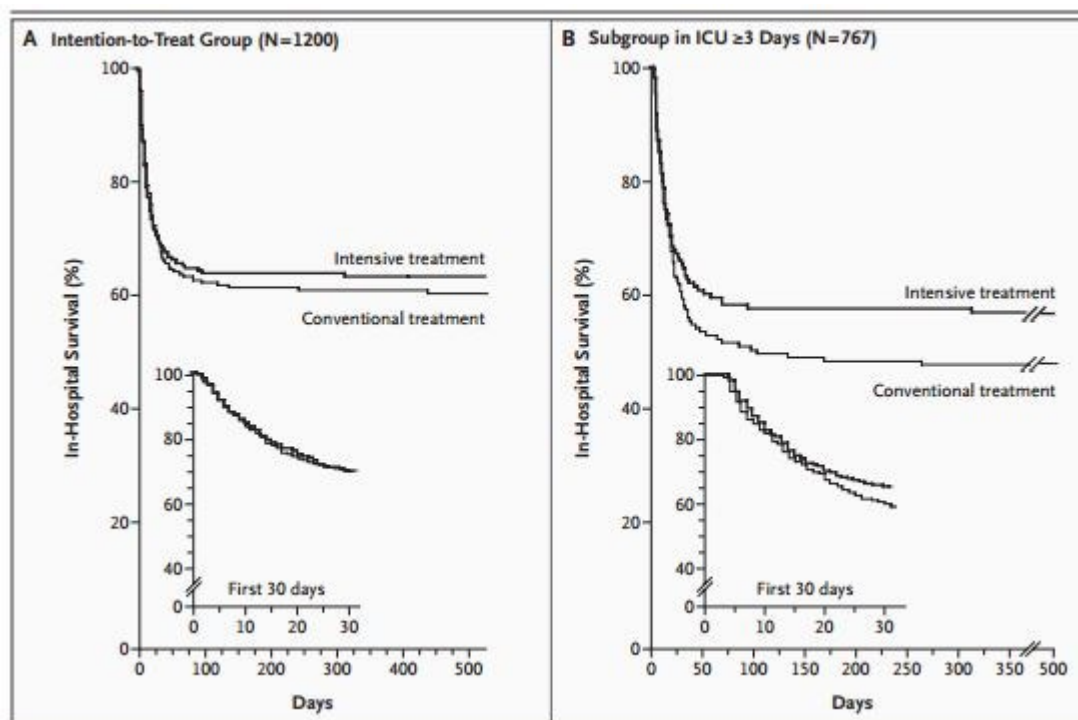 A Intention-to-Treat Group (N=1200)
In-Hospital Survival (%)
100
80
60
40
20
0
Intensive treatment
Conventional treatment
100
80
60
40
0
First 30 days
0 10 20 30
0 100 200 300 400 500
Days
B Subgroup in ICU ≥3 Days (N=767)
In-Hospital Survival (%)
100
80
60
40
20
0
Intensive treatment
Conventional treatment
100
80
60
40
0
First 30 days
0 10 20 30
0 50 100 150 200 250 300 350 500
Days